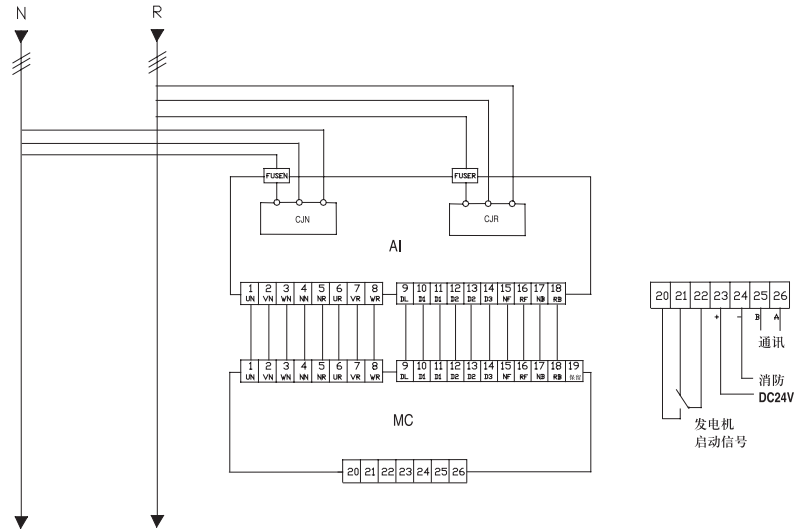 N R
FUSEN FUSER
CJN CJR
AI
1 2 3 4 5 6 7 8 9 10 11 12 13 14 15 16 17 18
UN VN WN NN NR UR VR WR DL D1 D1 D2 D2 D3 NF RF NB RB
1 2 3 4 5 6 7 8 9 10 11 12 13 14 15 16 17 18 19
UN VN WN NN NR UR VR WR DL D1 D1 D2 D2 D3 NF RF NB RB
MC
20 21 22 23 24 25 26
20 21 22 23 24 25 26
+ - B A
通讯
消防
DC24V
发电机
启动信号